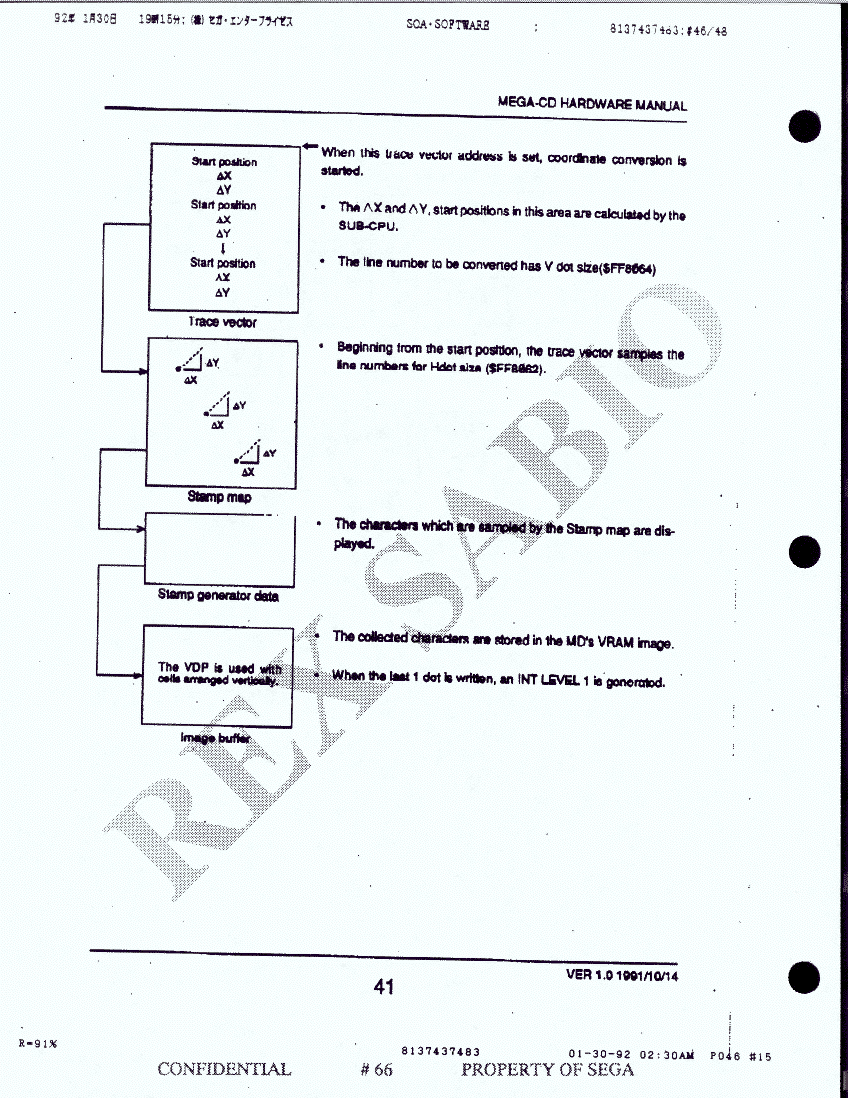 92年 1月30日 19時15分; (株) セガ・エンタープライゼス SOA・SOFTWARE ; 8137437483;#46/48
MEGA-CD HARDWARE MANUAL
Start position
ΔX
ΔY
Start position
ΔX
ΔY
↓
Start position
ΔX
ΔY
Trace vector
When this trace vector address is set, coordinate conversion is
started.
• The ΔX and ΔY, start positions in this area are calculated by the
SUB-CPU.
• The line number to be converted has V dot size($FF8664)
ΔY
ΔX
ΔY
ΔX
ΔY
ΔX
Stamp map
• Beginning from the start position, the trace vector samples the
line numbers for Hdot size ($FF8662).
Stamp generator data
• The characters which are sampled by the Stamp map are dis-
played.
The VDP is used with
cells arranged vertically.
Image buffer
• The collected characters are stored in the MD's VRAM image.
• When the last 1 dot is written, an INT LEVEL 1 is generated.
REX SABIO
41
VER 1.0 1991/10/14
R=91%
8137437483 01-30-92 02:30AM P046 #15
CONFIDENTIAL # 66 PROPERTY OF SEGA